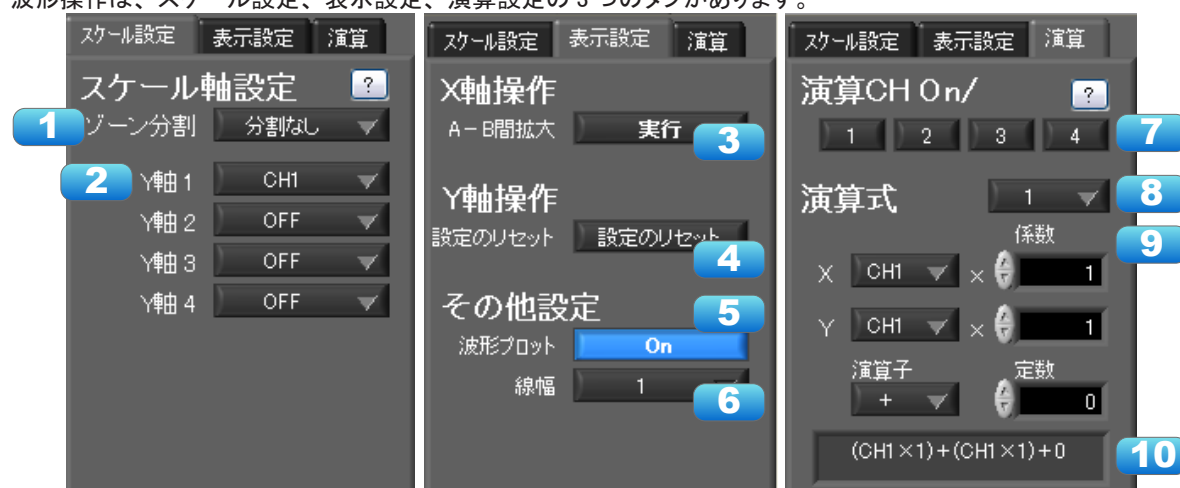 波形操作は、スケール設定、表示設定、演算設定の3つのタブがあります。
スケール設定 表示設定 演算
スケール軸設定 ?
1 ゾーン分割 分割なし
2 Y軸1 CH1
Y軸2 OFF
Y軸3 OFF
Y軸4 OFF
スケール設定 表示設定 演算
X軸操作
A-B間拡大 実行 3
Y軸操作
設定のリセット 設定のリセット 4
その他設定 5
波形プロット On
線幅 1 6
スケール設定 表示設定 演算
演算CH On/ ?
1 2 3 4 7
演算式 1 8
係数 9
X CH1 × 1
Y CH1 × 1
演算子 定数
+ 0
(CH1×1)+(CH1×1)+0 10